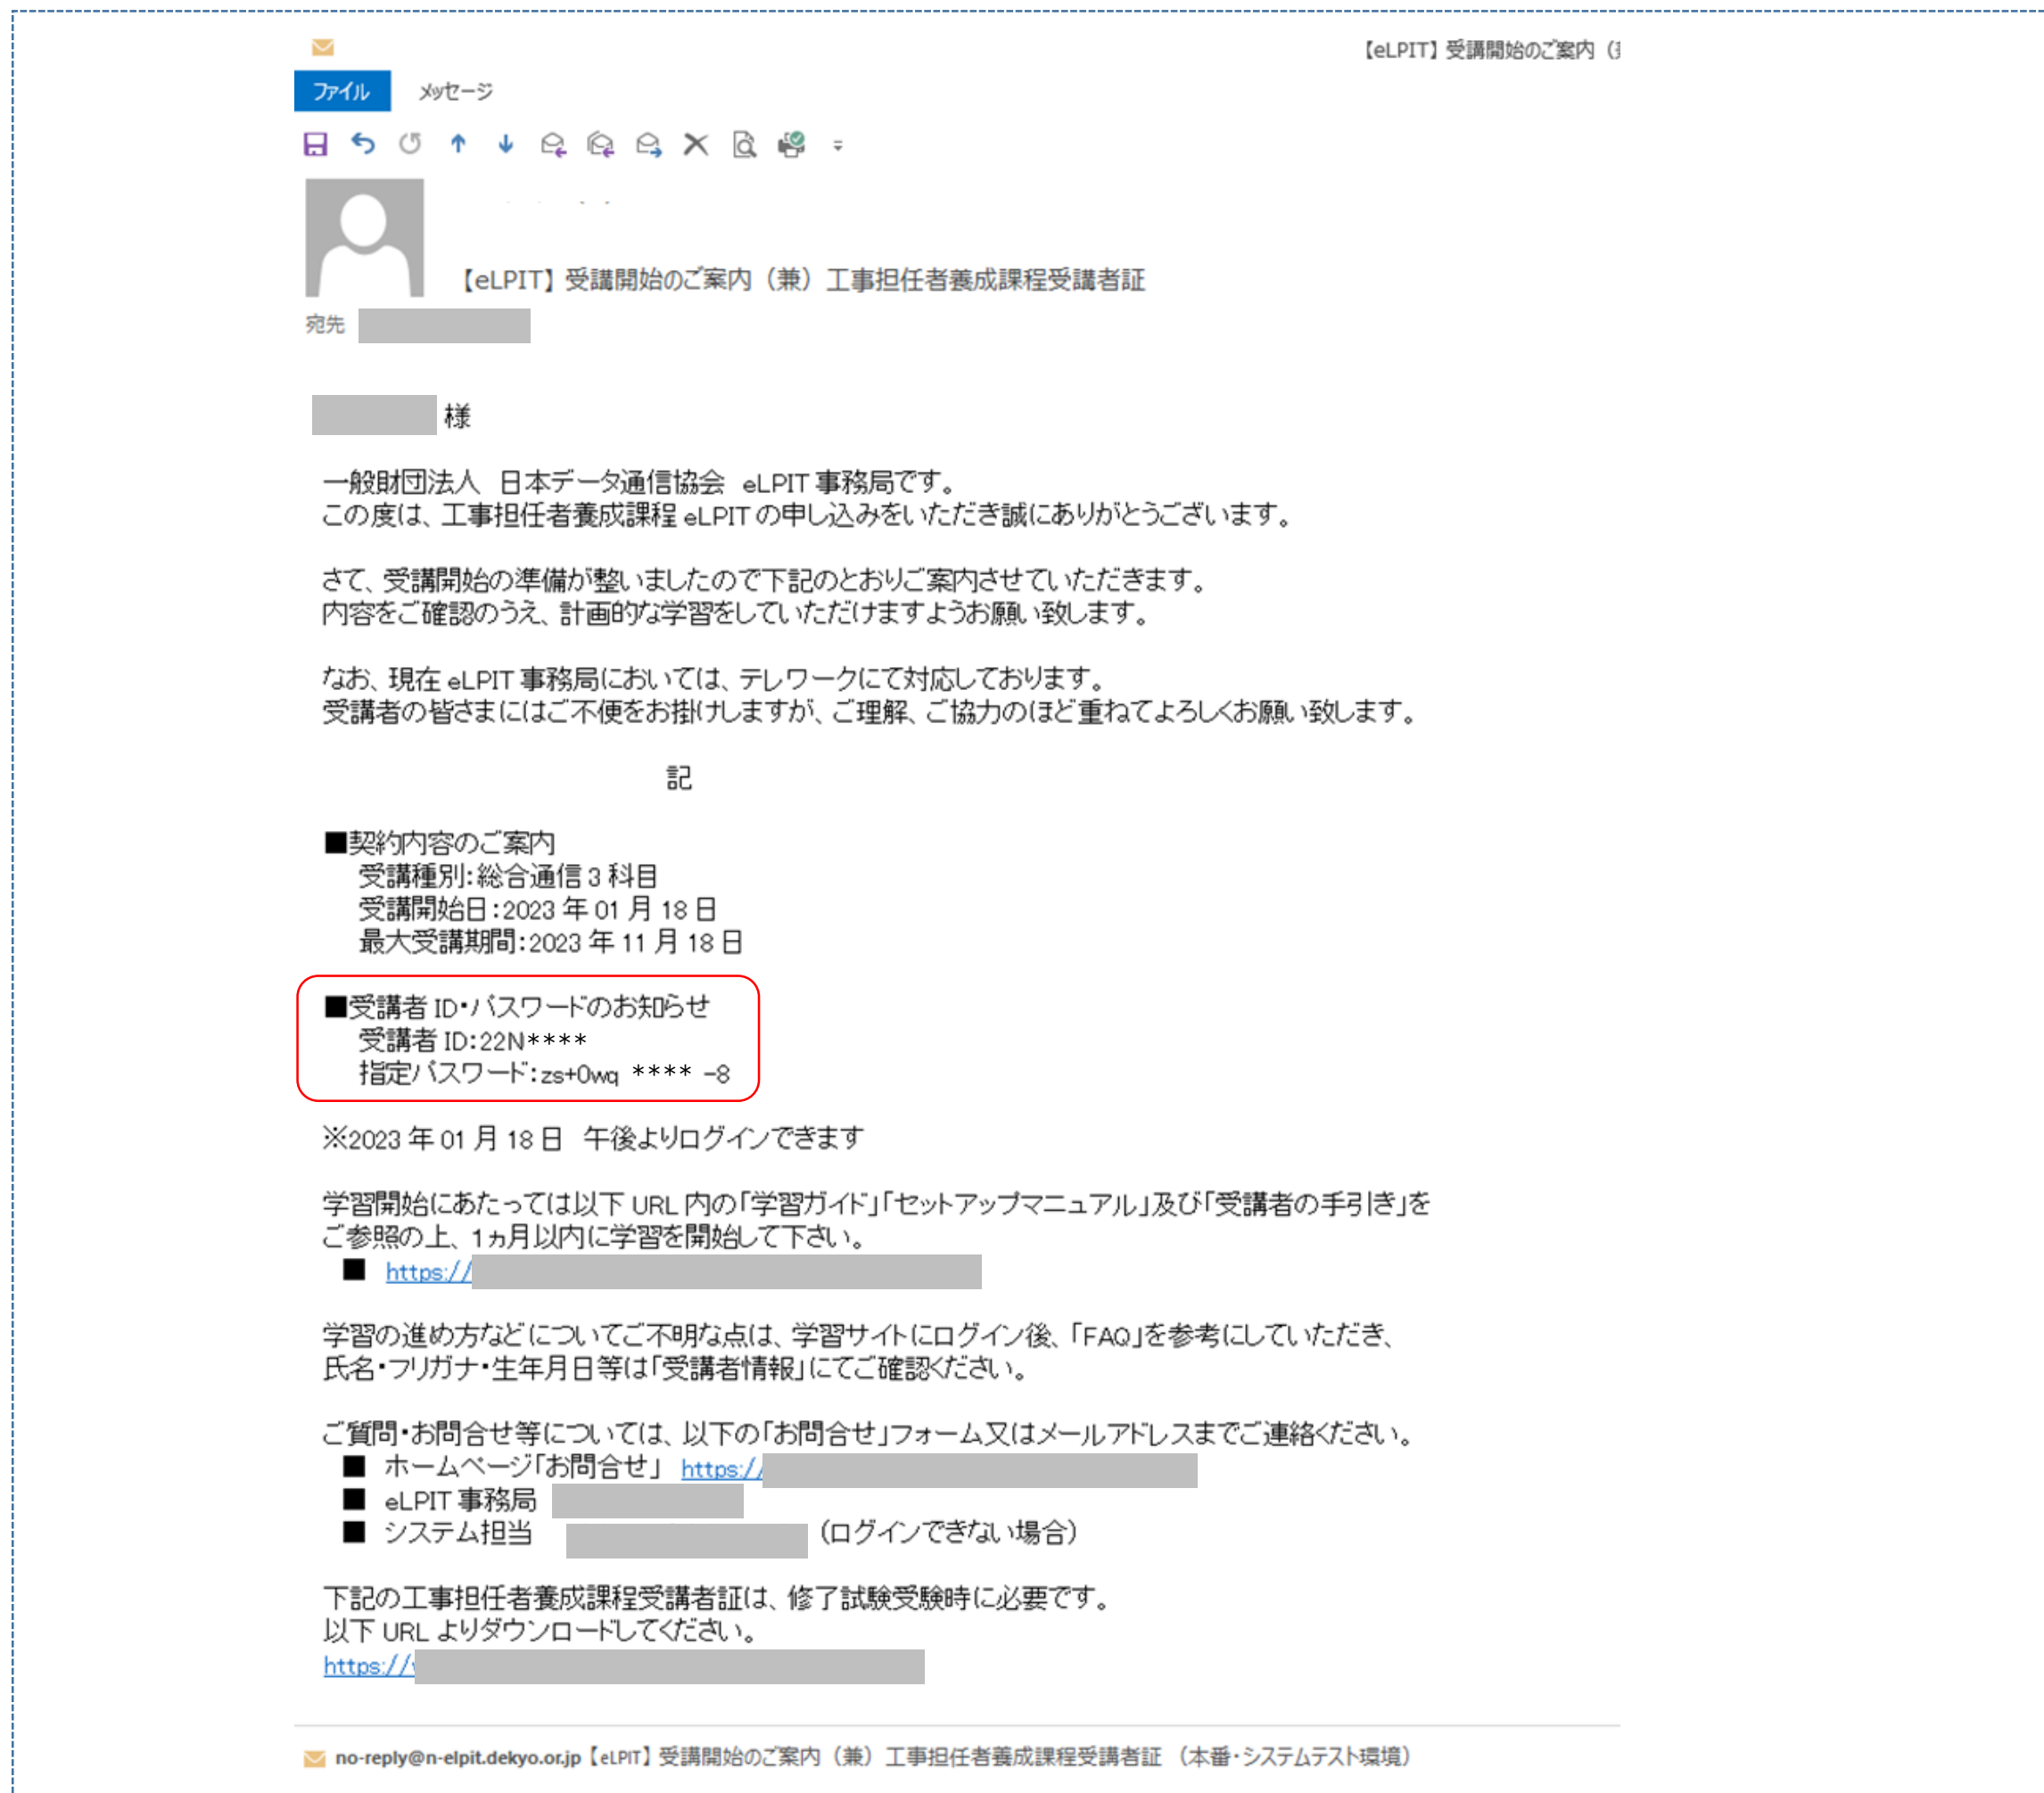 【eLPIT】受講開始のご案内（
ファイル メッセージ
【eLPIT】受講開始のご案内（兼）工事担任者養成課程受講者証
宛先
様
一般財団法人　日本データ通信協会　eLPIT 事務局です。
この度は、工事担任者養成課程 eLPIT の申し込みをいただき誠にありがとうございます。
さて、受講開始の準備が整いましたので下記のとおりご案内させていただきます。
内容をご確認のうえ、計画的な学習をしていただけますようお願い致します。
なお、現在 eLPIT 事務局においては、テレワークにて対応しております。
受講者の皆さまにはご不便をお掛けしますが、ご理解、ご協力のほど重ねてよろしくお願い致します。
記
■契約内容のご案内
受講種別：総合通信 3 科目
受講開始日：2023 年 01 月 18 日
最大受講期間：2023 年 11 月 18 日
■受講者 ID・パスワードのお知らせ
受講者 ID：22N****
指定パスワード：zs+0wq **** -8
※2023 年 01 月 18 日　午後よりログインできます
学習開始にあたっては以下 URL 内の「学習ガイド」「セットアップマニュアル」及び「受講者の手引き」を
ご参照の上、1ヵ月以内に学習を開始して下さい。
■ https://
学習の進め方などについてご不明な点は、学習サイトにログイン後、「FAQ」を参考にしていただき、
氏名・フリガナ・生年月日等は「受講者情報」にてご確認ください。
ご質問・お問合せ等については、以下の「お問合せ」フォーム又はメールアドレスまでご連絡ください。
■ ホームページ「お問合せ」 https://
■ eLPIT 事務局
■ システム担当 （ログインできない場合）
下記の工事担任者養成課程受講者証は、修了試験受験時に必要です。
以下 URL よりダウンロードしてください。
https://
no-reply@n-elpit.dekyo.or.jp【eLPIT】受講開始のご案内（兼）工事担任者養成課程受講者証 （本番・システムテスト環境）